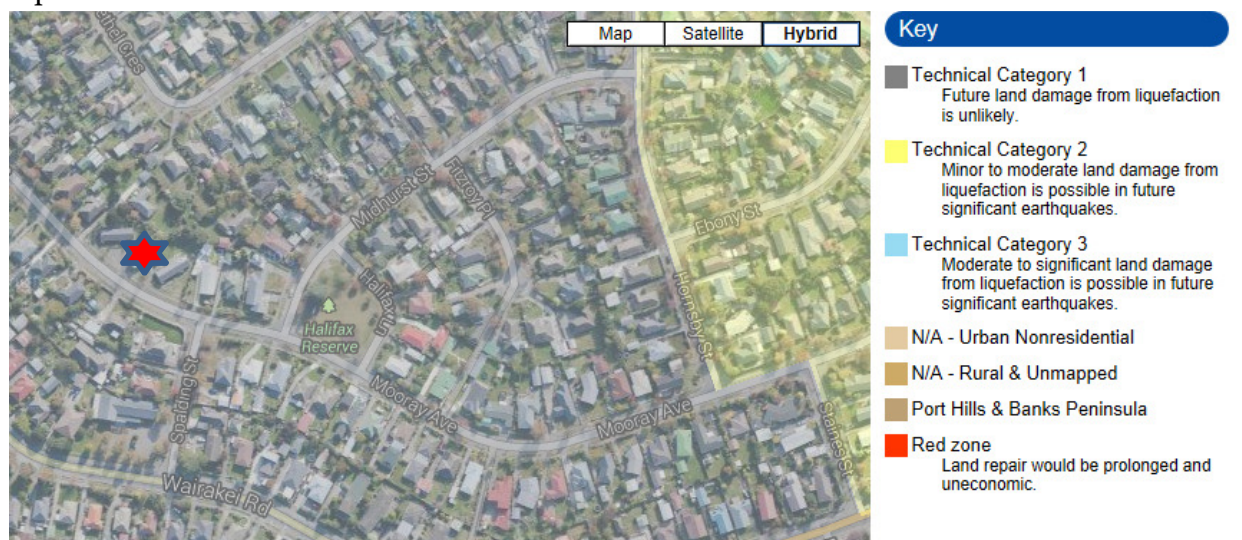 Map
Satellite
Hybrid
ethel Cres
Midhurst St
Fitzroy Pl
Ebony St
Halifax Ln
Halifax
Reserve
Hornsby St
Spalding St
Mooray Ave
Mooray Ave
Staines St
Wairakei Rd
Key
Technical Category 1
Future land damage from liquefaction
is unlikely.
Technical Category 2
Minor to moderate land damage from
liquefaction is possible in future
significant earthquakes.
Technical Category 3
Moderate to significant land damage
from liquefaction is possible in future
significant earthquakes.
N/A - Urban Nonresidential
N/A - Rural & Unmapped
Port Hills & Banks Peninsula
Red zone
Land repair would be prolonged and
uneconomic.